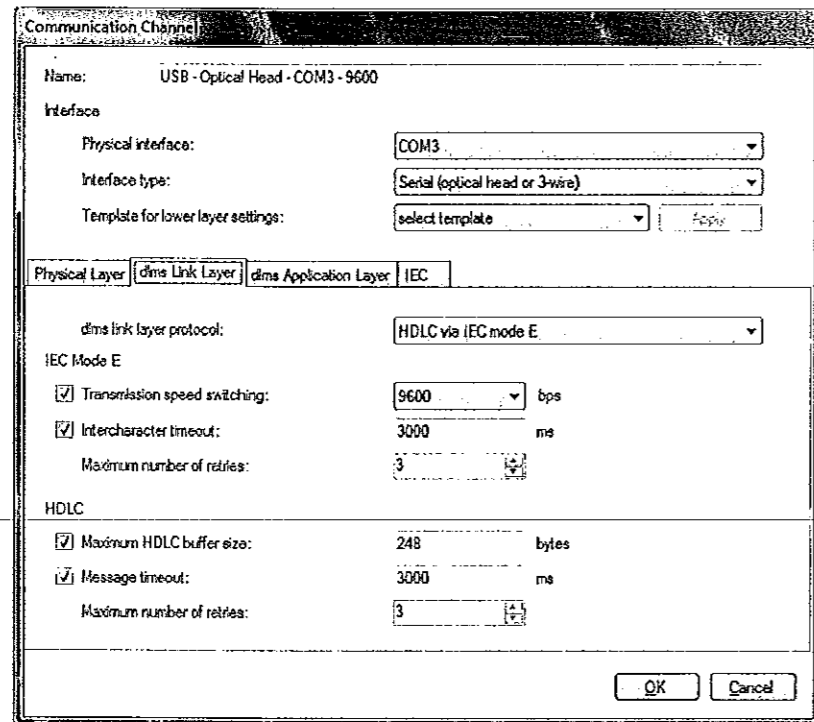 Communication Channel
Name: USB - Optical Head - COM3 - 9600
Interface
Physical interface: COM3
Interface type: Serial (optical head or 3-wire)
Template for lower layer settings: select template Apply
Physical Layer dlms Link Layer dlms Application Layer IEC
dlms link layer protocol: HDLC via IEC mode E
IEC Mode E
Transmission speed switching: 9600 bps
Intercharacter timeout: 3000 ms
Maximum number of retries: 3
HDLC
Maximum HDLC buffer size: 248 bytes
Message timeout: 3000 ms
Maximum number of retries: 3
OK Cancel